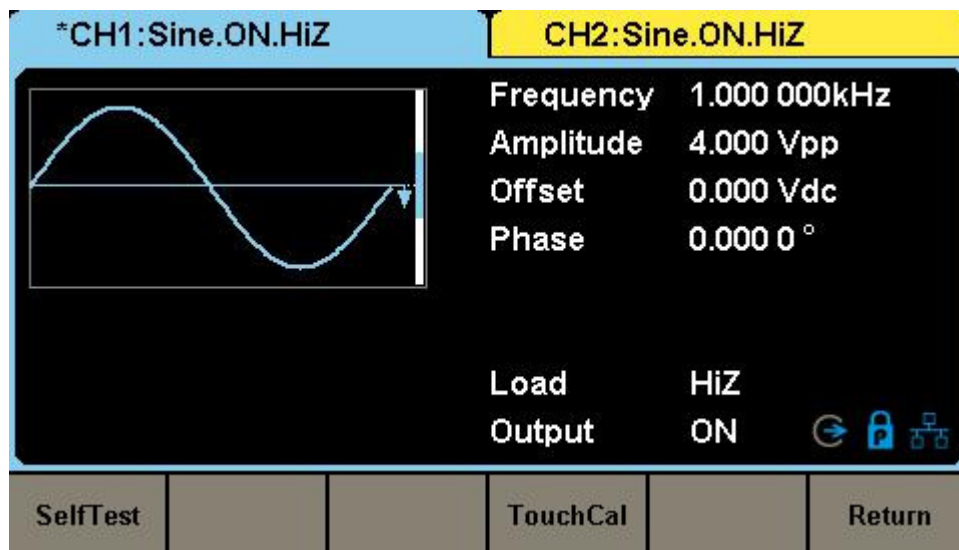 *CH1:Sine.ON.HiZ CH2:Sine.ON.HiZ
Frequency 1.000 000kHz
Amplitude 4.000 Vpp
Offset 0.000 Vdc
Phase 0.000 0 °
Load HiZ
Output ON P
SelfTest TouchCal Return